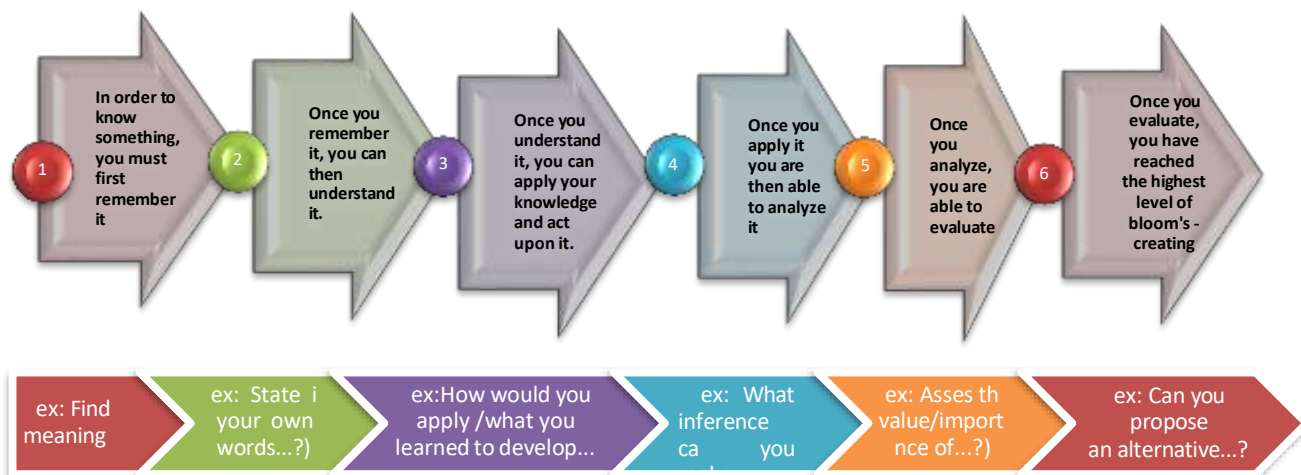 1
In order to
know
something,
you must
first
remember
it
2
Once you
remember
it, you can
then
understand
it.
3
Once you
understand
it, you can
apply your
knowledge
and act
upon it.
4
Once you
apply it
you are
then able
to analyze
it
5
Once
you
analyze,
you are
able to
evaluate
6
Once you
evaluate,
you have
reached
the highest
level of
bloom's -
creating
ex: Find
meaning
ex: State i
your own
words...?)
ex:How would you
apply /what you
learned to develop...
ex: What
inference
ca you
ex: Asses th
value/import
nce of...?)
ex: Can you
propose
an alternative...?